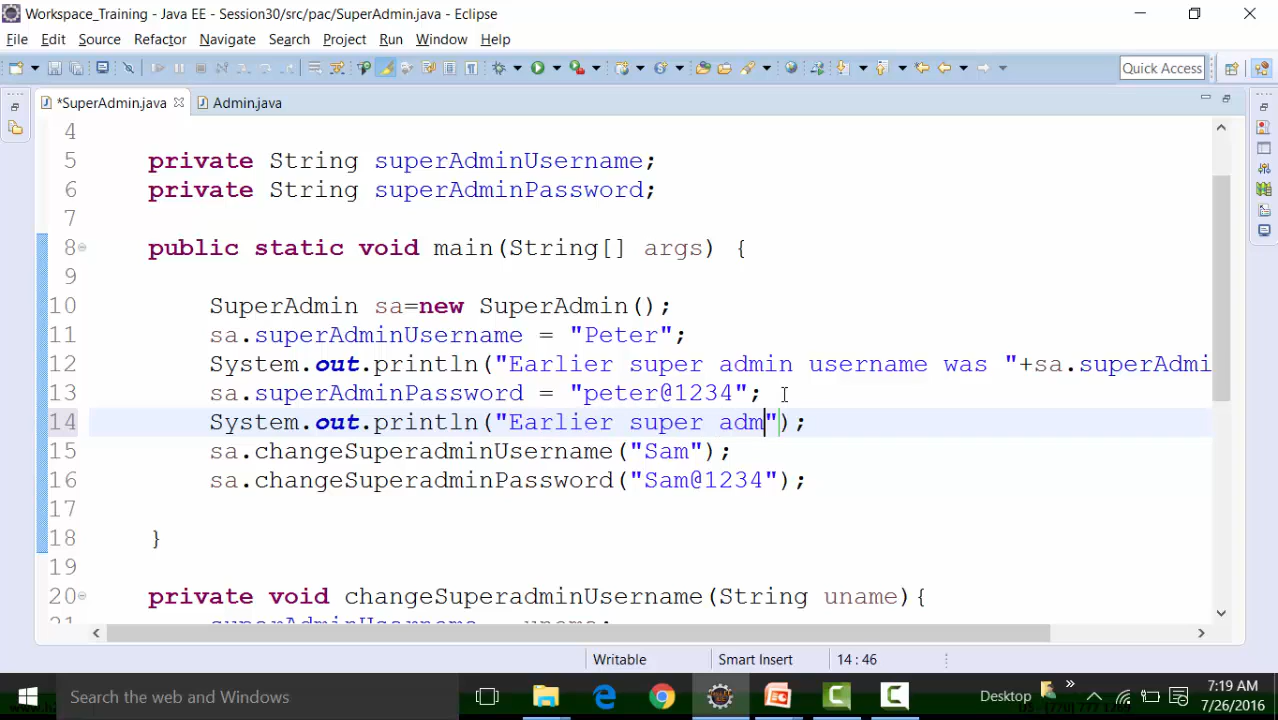 Workspace_Training - Java EE - Session30/src/pac/SuperAdmin.java - Eclipse
File Edit Source Refactor Navigate Search Project Run Window Help
Quick Access
*SuperAdmin.java Admin.java
4
5 private String superAdminUsername;
6 private String superAdminPassword;
7
8 public static void main(String[] args) {
9
10 SuperAdmin sa=new SuperAdmin();
11 sa.superAdminUsername = "Peter";
12 System.out.println("Earlier super admin username was "+sa.superAdmi
13 sa.superAdminPassword = "peter@1234";
14 System.out.println("Earlier super adm");
15 sa.changeSuperadminUsername("Sam");
16 sa.changeSuperadminPassword("Sam@1234");
17
18 }
19
20 private void changeSuperadminUsername(String uname){
21 superAdminUsername = uname;
Writable Smart Insert 14 : 46
Search the web and Windows
Desktop
7:19 AM
7/26/2016